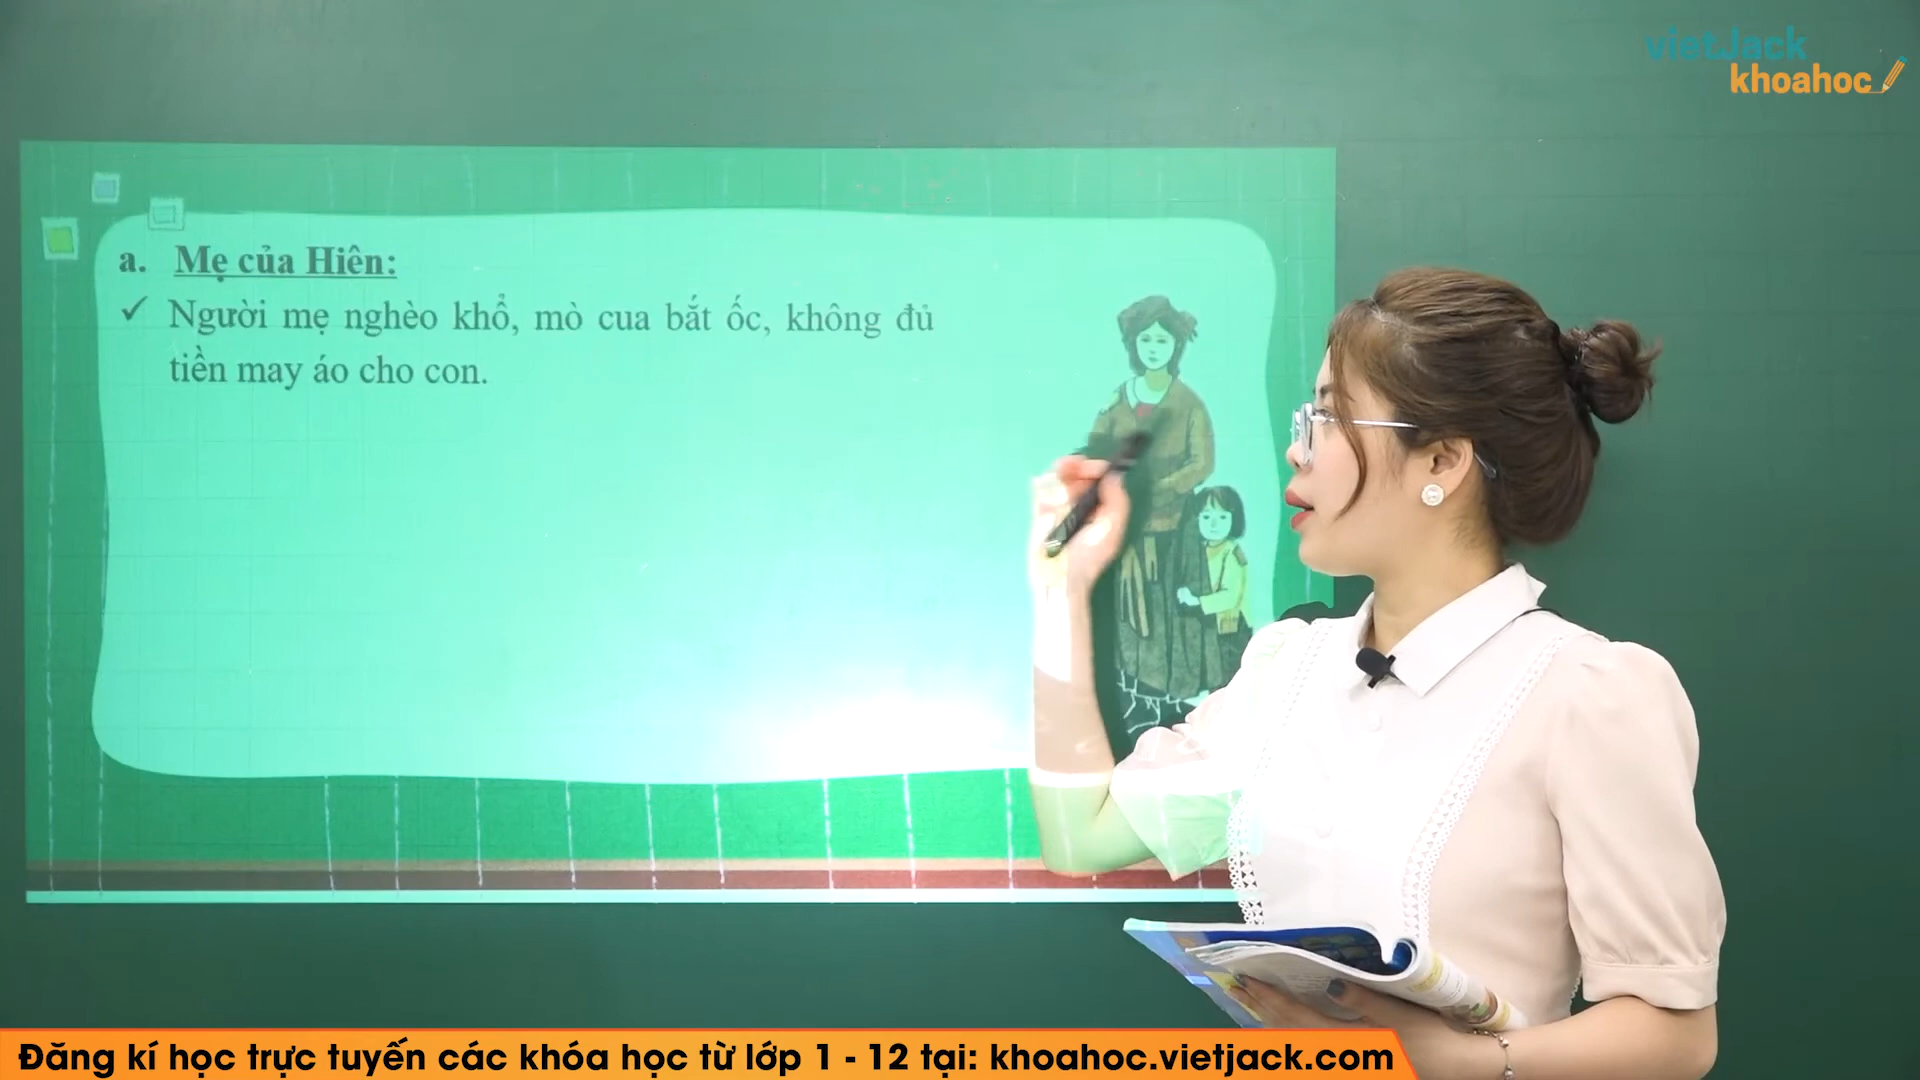 vietJack
khoahoc
a. Mẹ của Hiên:
✓ Người mẹ nghèo khổ, mò cua bắt ốc, không đủ
tiền may áo cho con.
Đăng kí học trực tuyến các khóa học từ lớp 1 - 12 tại: khoahoc.vietjack.com